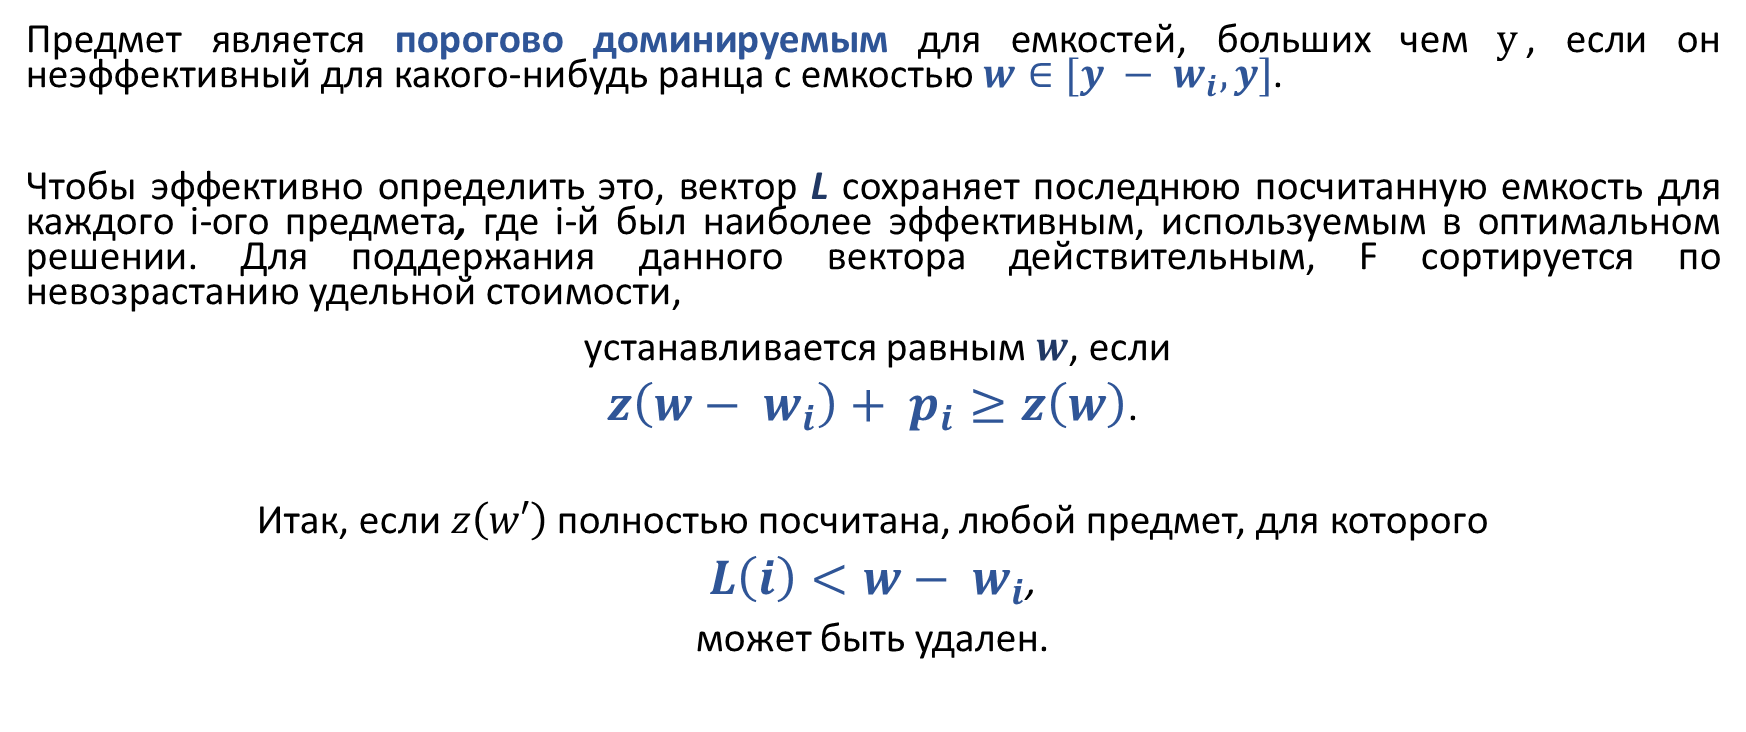 Предмет является порогово доминируемым для емкостей, больших чем y, если он
неэффективный для какого-нибудь ранца с емкостью w ∈ [y − wᵢ, y].
Чтобы эффективно определить это, вектор L сохраняет последнюю посчитанную емкость для
каждого i-ого предмета, где i-й был наиболее эффективным, используемым в оптимальном
решении. Для поддержания данного вектора действительным, F сортируется по
невозрастанию удельной стоимости,
устанавливается равным w, если
z(w − wᵢ) + pᵢ ≥ z(w).
Итак, если z(w′) полностью посчитана, любой предмет, для которого
L(i) < w − wᵢ,
может быть удален.